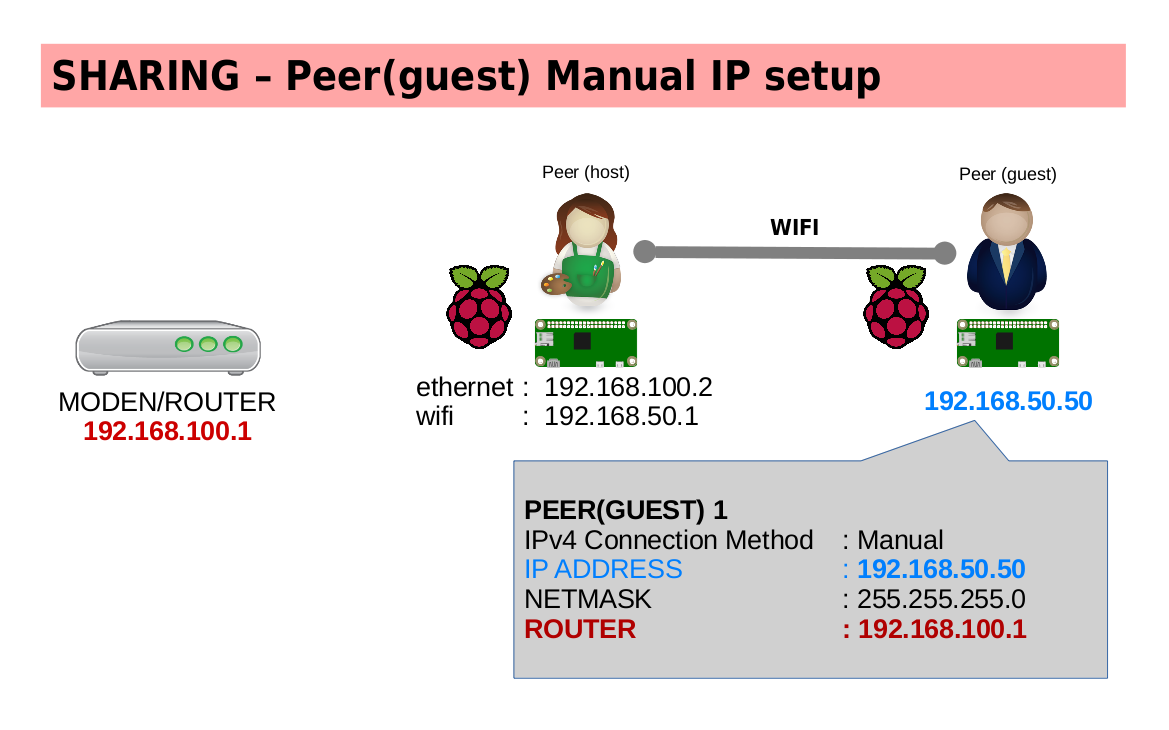 SHARING – Peer(guest) Manual IP setup
Peer (host)
Peer (guest)
WIFI
MODEN/ROUTER
192.168.100.1
ethernet : 192.168.100.2
wifi : 192.168.50.1
192.168.50.50
PEER(GUEST) 1
IPv4 Connection Method : Manual
IP ADDRESS : 192.168.50.50
NETMASK : 255.255.255.0
ROUTER : 192.168.100.1